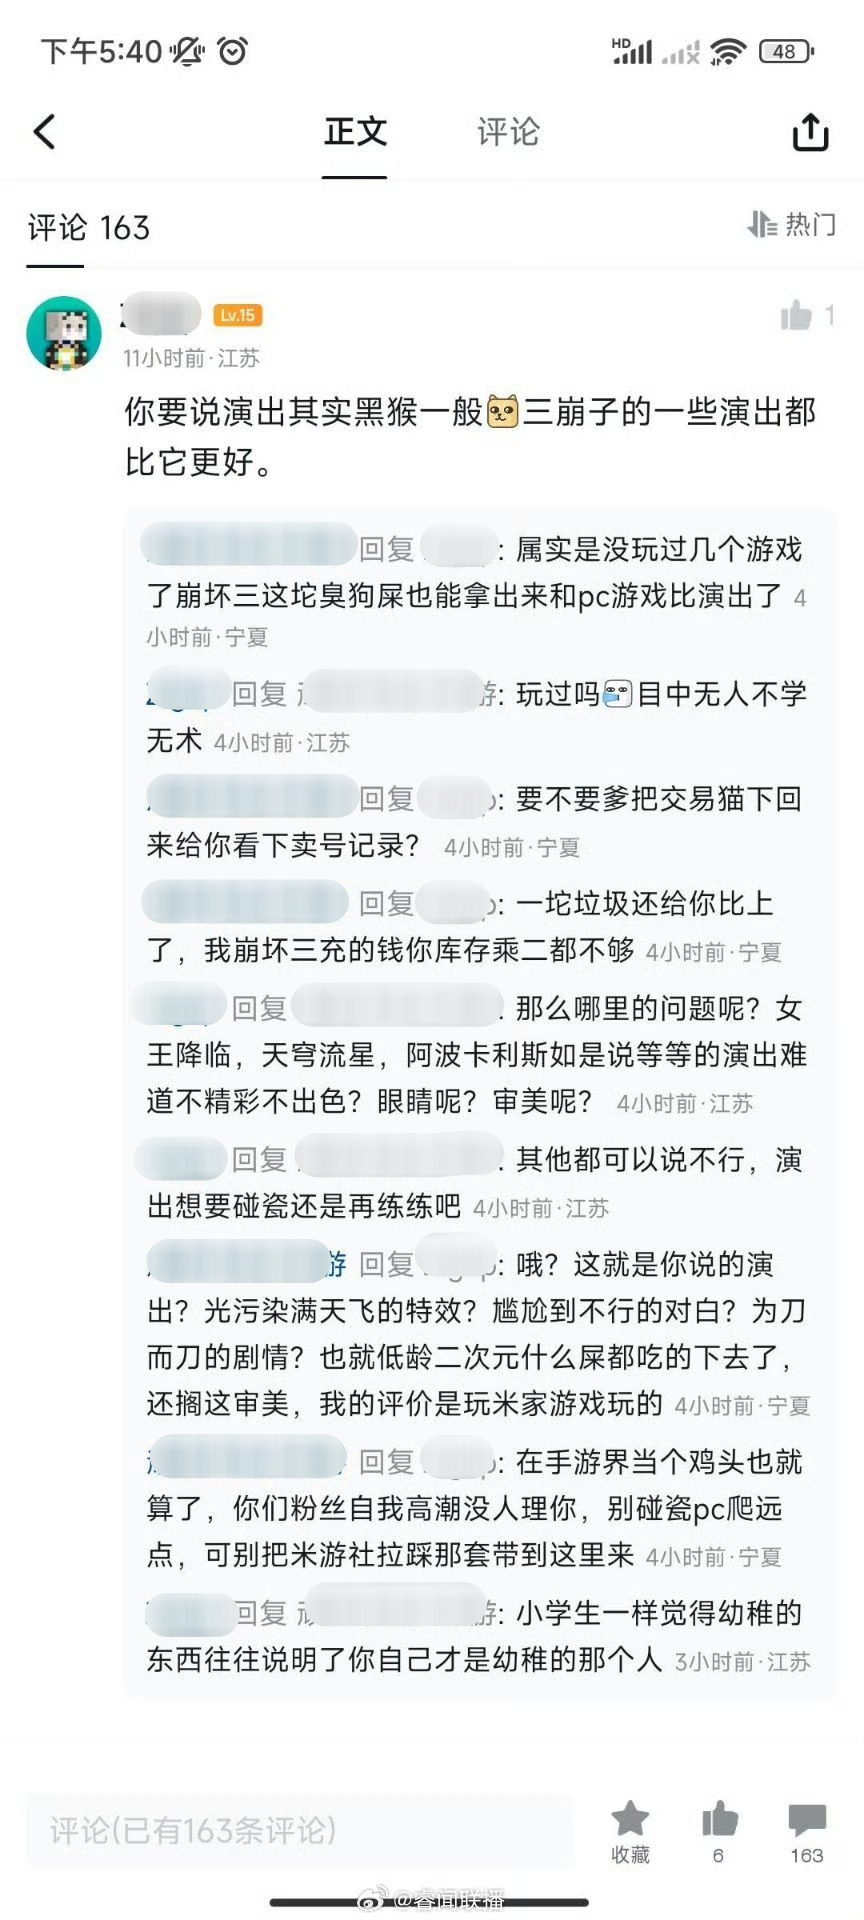 下午5:40 HD 48
正文 评论
评论 163 热门
Lv.15
1
11小时前·江苏
你要说演出其实黑猴一般三崩子的一些演出都
比它更好。
回复 : 属实是没玩过几个游戏
了崩坏三这坨臭狗屎也能拿出来和pc游戏比演出了 4
小时前·宁夏
回复 游: 玩过吗目中无人不学
无术 4小时前·江苏
回复 : 要不要爹把交易猫下回
来给你看下卖号记录? 4小时前·宁夏
回复 : 一坨垃圾还给你比上
了，我崩坏三充的钱你库存乘二都不够 4小时前·宁夏
回复 : 那么哪里的问题呢? 女
王降临，天穹流星，阿波卡利斯如是说等等的演出难
道不精彩不出色? 眼睛呢? 审美呢? 4小时前·江苏
回复 : 其他都可以说不行，演
出想要碰瓷还是再练练吧 4小时前·江苏
游 回复 : 哦? 这就是你说的演
出? 光污染满天飞的特效? 尴尬到不行的对白? 为刀
而刀的剧情? 也就低龄二次元什么屎都吃的下去了，
还搁这审美，我的评价是玩米家游戏玩的 4小时前·宁夏
回复 : 在手游界当个鸡头也就
算了，你们粉丝自我高潮没人理你，别碰瓷pc爬远
点，可别把米游社拉踩那套带到这里来 4小时前·宁夏
回复 游: 小学生一样觉得幼稚的
东西往往说明了你自己才是幼稚的那个人 3小时前·江苏
评论(已有163条评论)
收藏 6 163
@睿闻联播